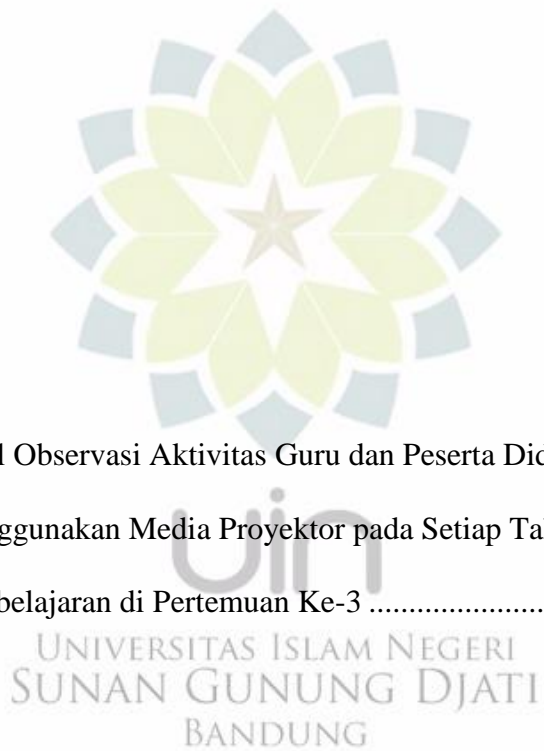 l Observasi Aktivitas Guru dan Peserta Did
ggunakan Media Proyektor pada Setiap Ta
belajaran di Pertemuan Ke-3 ......................
uin
UNIVERSITAS ISLAM NEGERI
SUNAN GUNUNG DJATI
BANDUNG